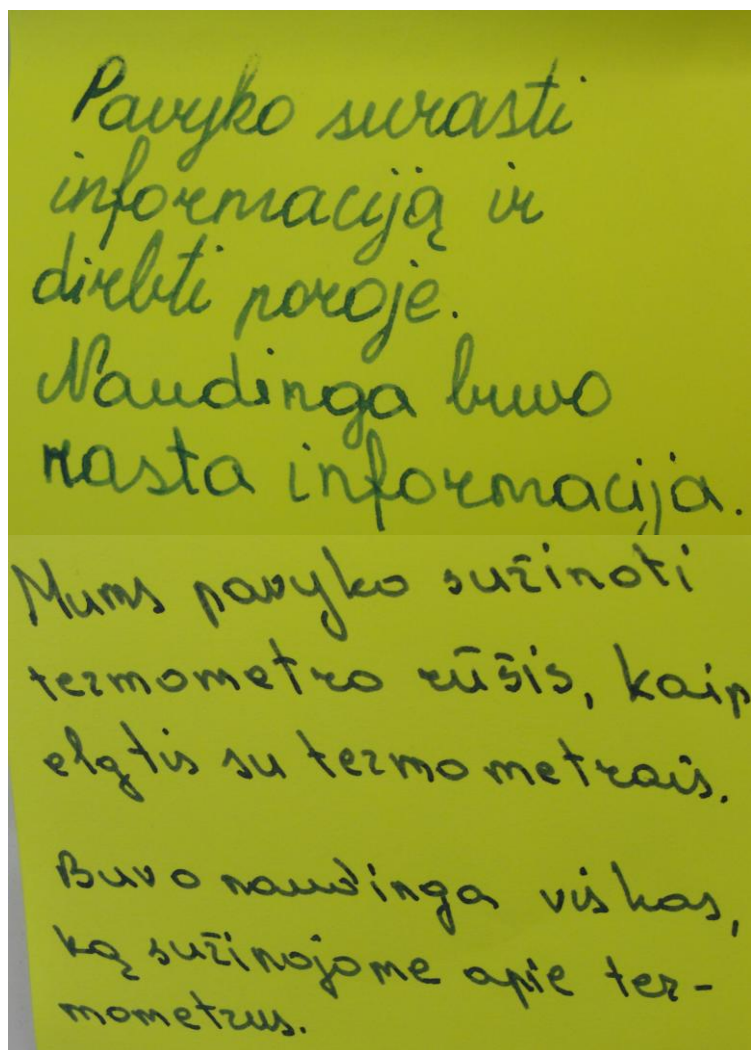 Pavyko surasti
informaciją ir
dirbti poroje.
Naudinga buvo
rasta informacija.
Mums pavyko sužinoti
termometro rūšis, kaip
elgtis su termometrais.
Buvo naudinga viskas,
ką sužinojome apie ter-
mometrus.